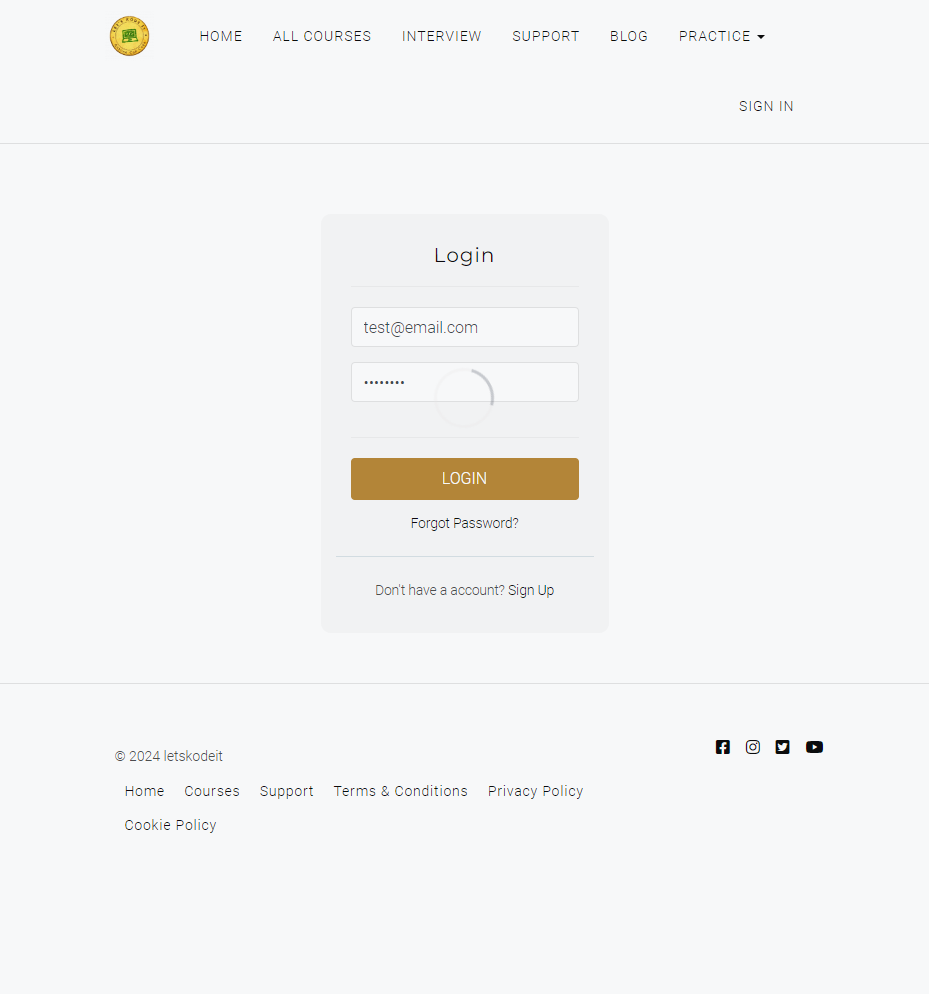 HOME ALL COURSES INTERVIEW SUPPORT BLOG PRACTICE
SIGN IN
Login
test@email.com
••••••••
LOGIN
Forgot Password?
Don't have a account? Sign Up
© 2024 letskodeit
Home Courses Support Terms & Conditions Privacy Policy
Cookie Policy